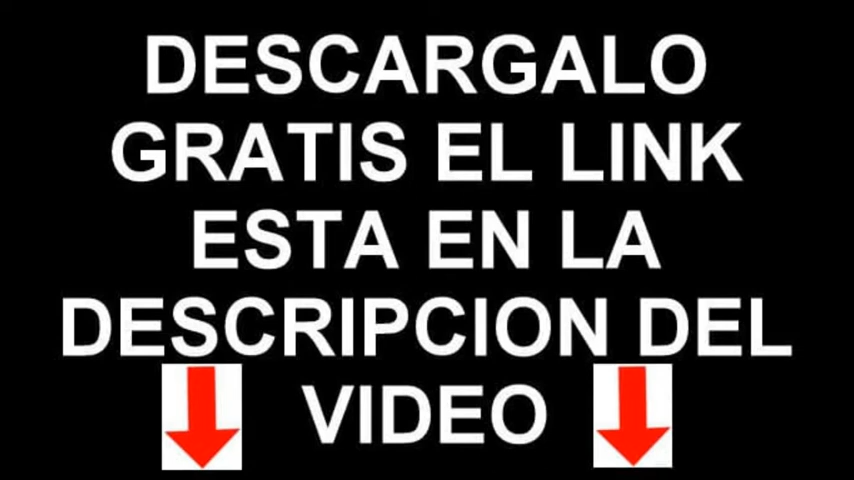 DESCARGALO
GRATIS EL LINK
ESTA EN LA
DESCRIPCION DEL
VIDEO